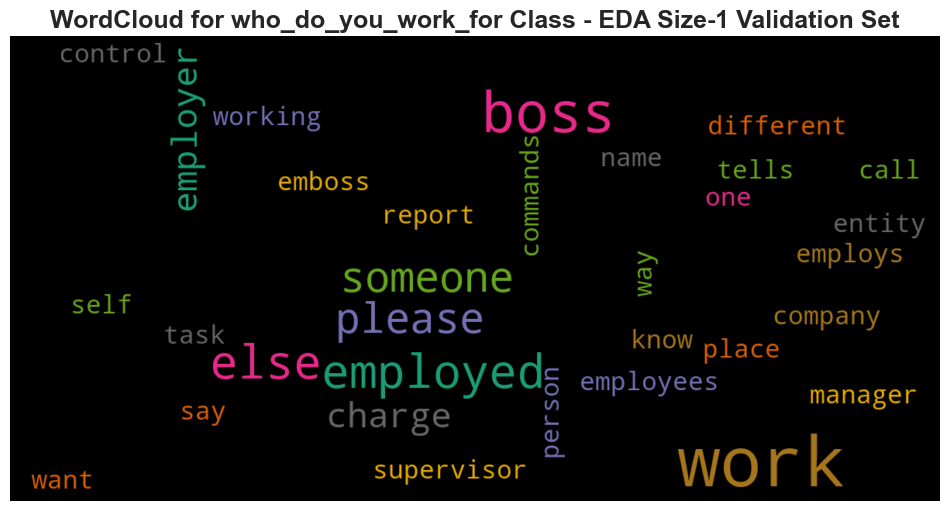 WordCloud for who_do_you_work_for Class - EDA Size-1 Validation Set
control
employer
working
boss
different
commands
name
tells
call
emboss
one
report
entity
employs
way
someone
self
please
company
task
know
place
else
employed
employees
person
manager
say
charge
work
supervisor
want